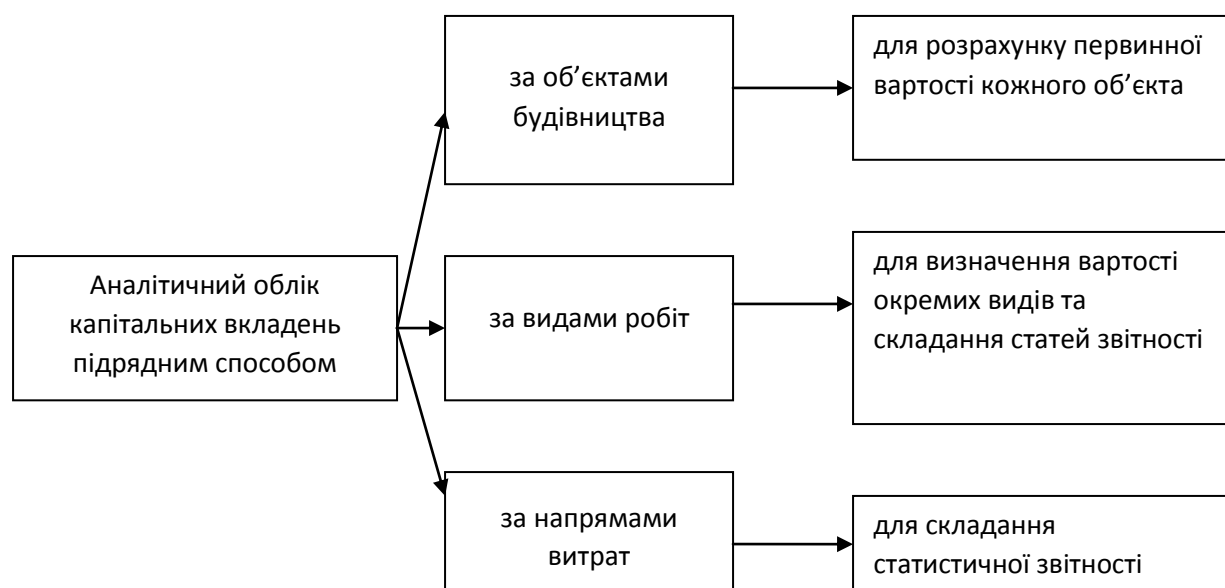 за об’єктами
будівництва
для розрахунку первинної
вартості кожного об’єкта
Аналітичний облік
капітальних вкладень
підрядним способом
за видами робіт
для визначення вартості
окремих видів та
складання статей звітності
за напрямами
витрат
для складання
статистичної звітності